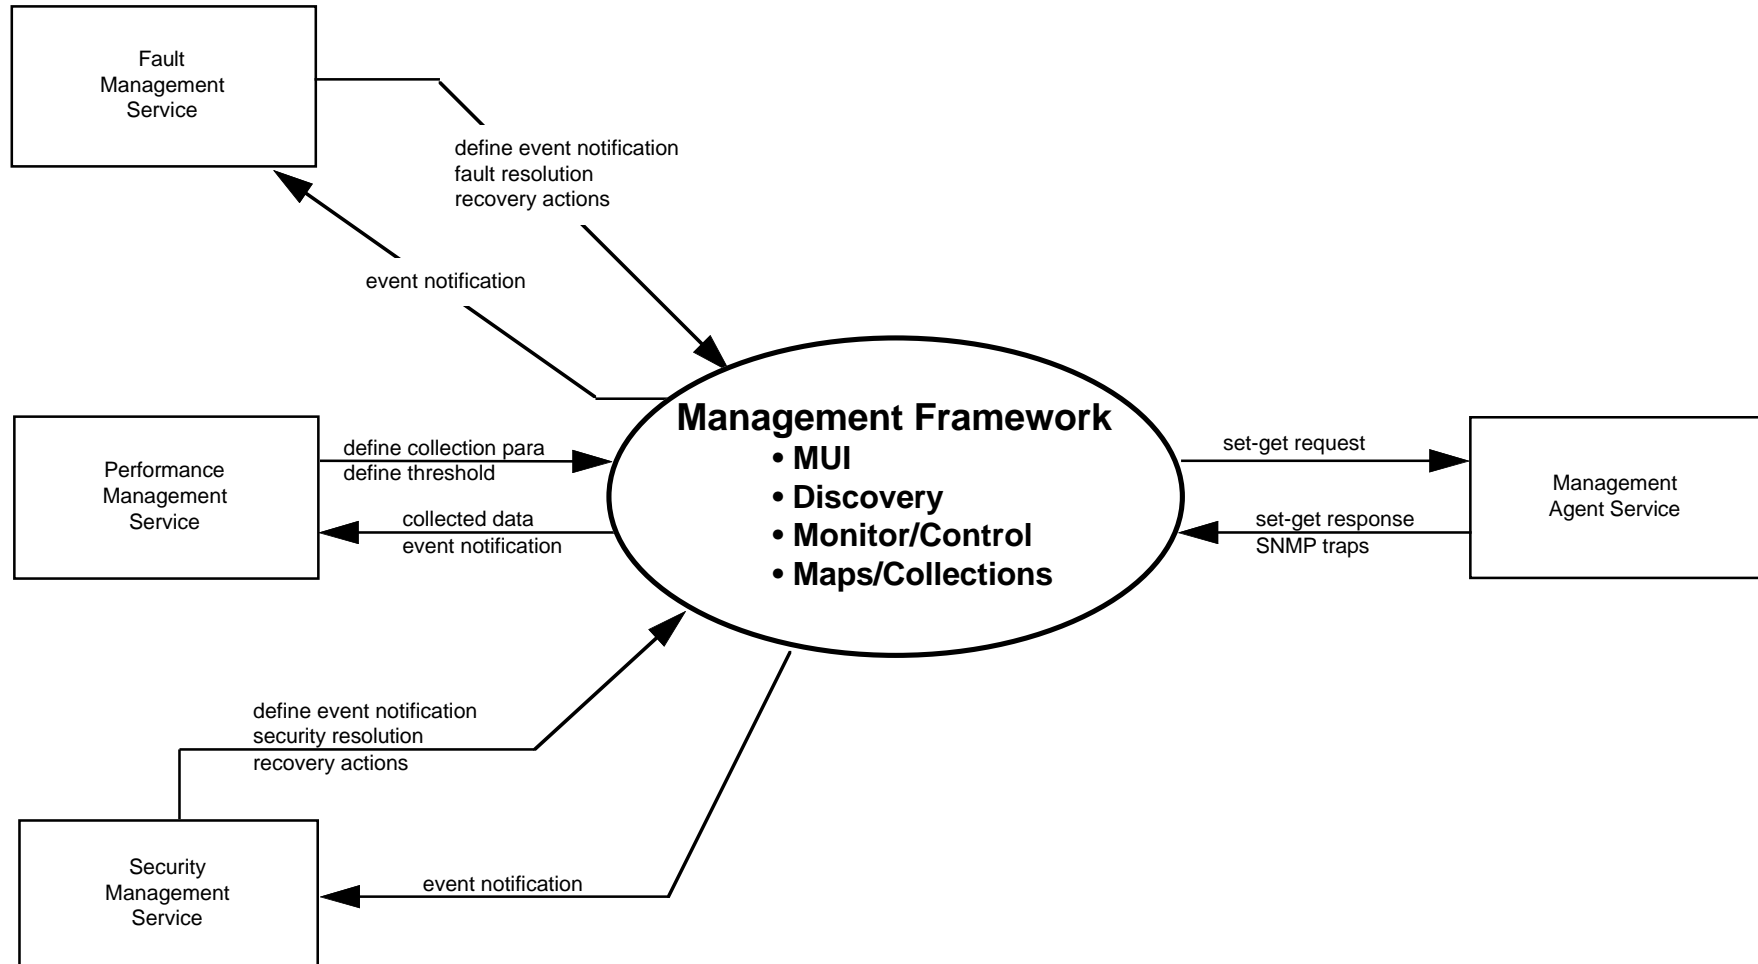 Fault
Management
Service
define event notification
fault resolution
recovery actions
event notification
Management Framework
• MUI
• Discovery
• Monitor/Control
• Maps/Collections
Performance
Management
Service
define collection para
define threshold
collected data
event notification
set-get request
set-get response
SNMP traps
Management
Agent Service
define event notification
security resolution
recovery actions
Security
Management
Service
event notification